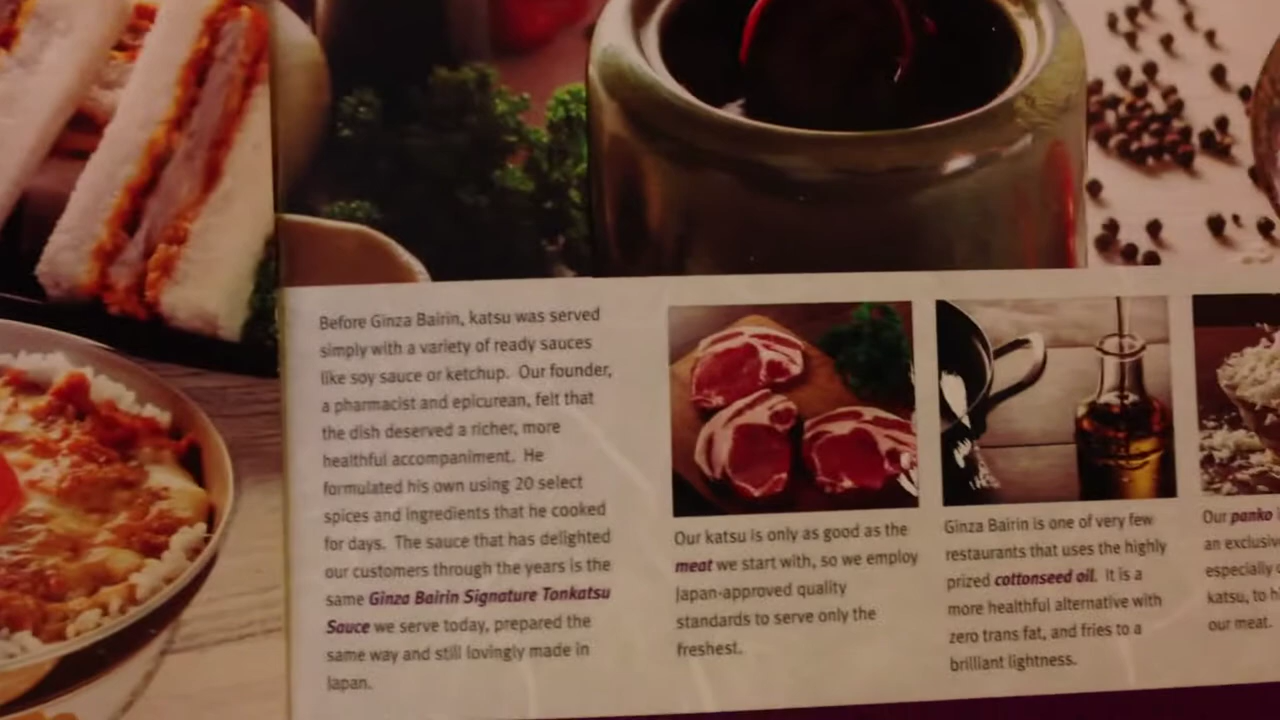 Before Ginza Bairin, katsu was served
simply with a variety of ready sauces
like soy sauce or ketchup. Our founder,
a pharmacist and epicurean, felt that
the dish deserved a richer, more
healthful accompaniment. He
formulated his own using 20 select
spices and ingredients that he cooked
for days. The sauce that has delighted
our customers through the years is the
same Ginza Bairin Signature Tonkatsu
Sauce we serve today, prepared the
same way and still lovingly made in
Japan.
Our katsu is only as good as the
meat we start with, so we employ
Japan-approved quality
standards to serve only the
freshest.
Ginza Bairin is one of very few
restaurants that uses the highly
prized cottonseed oil. It is a
more healthful alternative with
zero trans fat, and fries to a
brilliant lightness.
Our panko
an
especially
katsu, to
our meat.